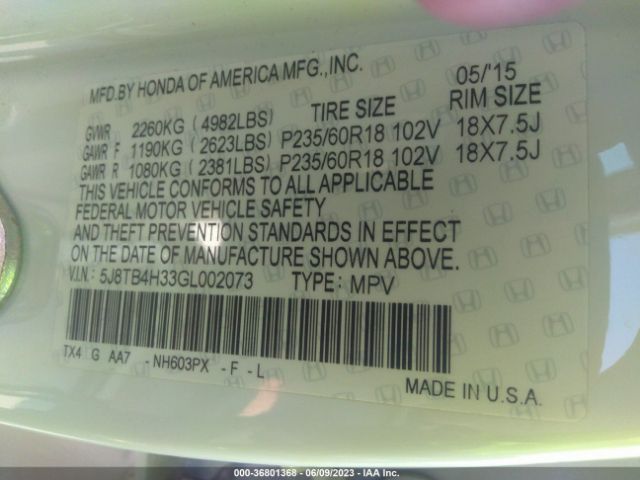 MFD.BY HONDA OF AMERICA MFG.,INC. 05/'15
GVWR 2260KG (4982LBS) TIRE SIZE RIM SIZE
GAWR F 1190KG (2623LBS) P235/60R18 102V 18X7.5J
GAWR R 1080KG (2381LBS) P235/60R18 102V 18X7.5J
THIS VEHICLE CONFORMS TO ALL APPLICABLE
FEDERAL MOTOR VEHICLE SAFETY
AND THEFT PREVENTION STANDARDS IN EFFECT
ON THE DATE OF MANUFACTURE SHOWN ABOVE.
V.I.N.: 5J8TB4H33GL002073 TYPE: MPV
TX4 G AA7 -NH603PX -F -L
MADE IN U.S.A.
000-36801368 - 06/09/2023 - IAA Inc.